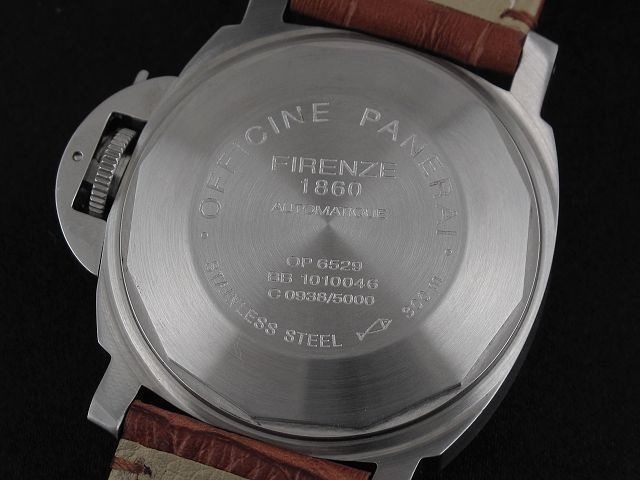 · OFFICINE PANERAI ·
FIRENZE
1860
AUTOMATIQUE
OP 6529
BB 1010046
C 0938/5000
STAINLESS STEEL 300 m